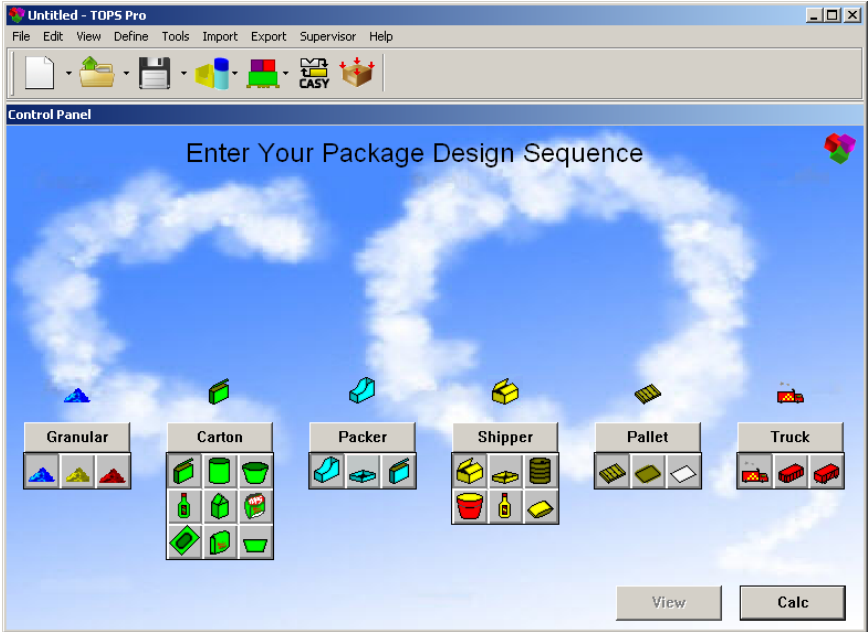 Untitled - TOPS Pro
File Edit View Define Tools Import Export Supervisor Help
CASY
Control Panel
Enter Your Package Design Sequence
Granular Carton Packer Shipper Pallet Truck
View Calc